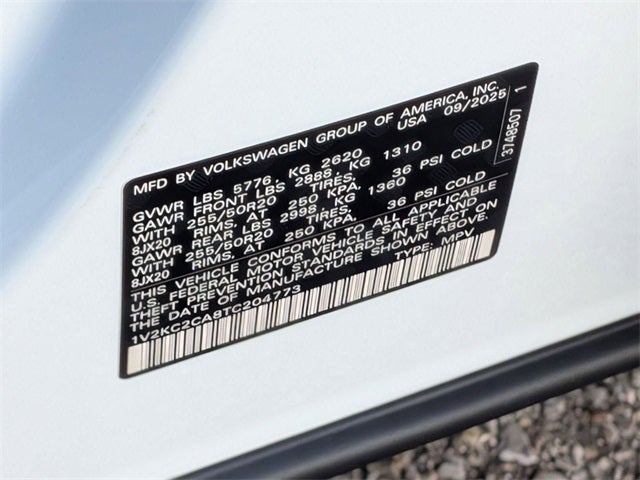 MFD BY VOLKSWAGEN GROUP OF AMERICA, INC.
USA 09/2025
GVWR LBS 5776, KG 2620
GAWR FRONT LBS 2888, KG 1310
WITH 255/50R20 TIRES,
8JX20 RIMS, AT 250 KPA, 36 PSI COLD
GAWR REAR LBS 2998, KG 1360
WITH 255/50R20 TIRES,
8JX20 RIMS, AT 250 KPA, 36 PSI COLD
THIS VEHICLE CONFORMS TO ALL APPLICABLE
U.S. FEDERAL MOTOR VEHICLE SAFETY AND
THEFT PREVENTION STANDARDS IN EFFECT ON
THE DATE OF MANUFACTURE SHOWN ABOVE.
1V2KC2CA8TC204773 TYPE: MPV
3748507 1